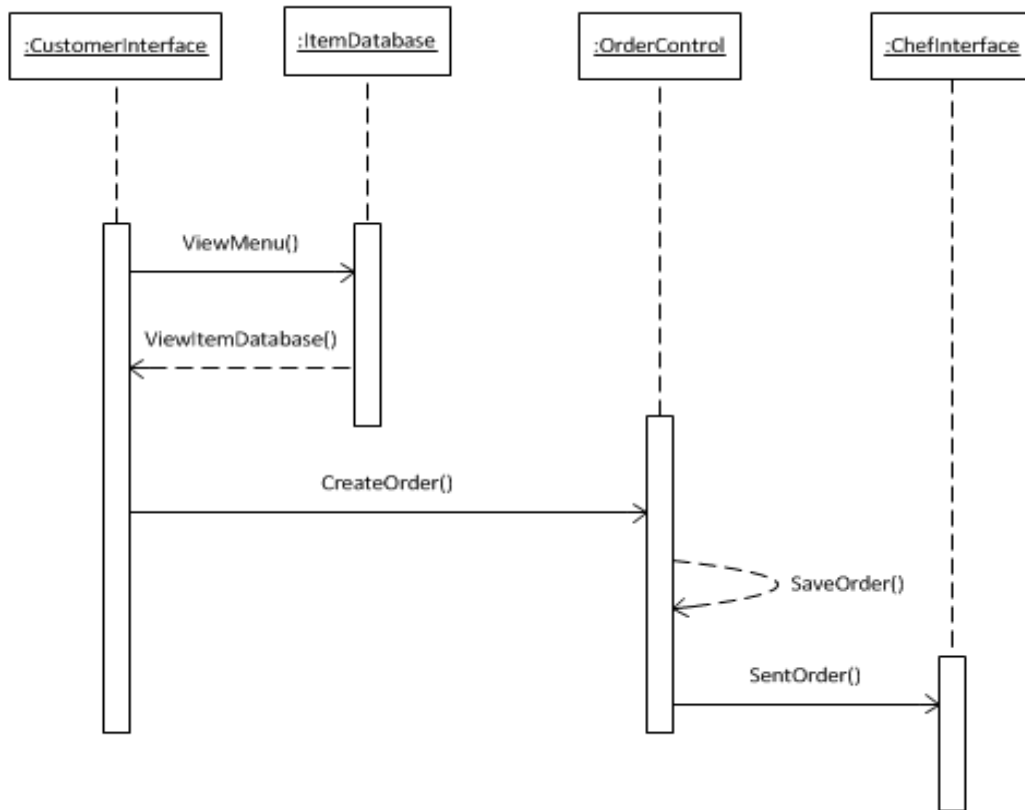 :CustomerInterface
:ItemDatabase
:OrderControl
:ChefInterface
ViewMenu()
ViewItemDatabase()
CreateOrder()
SaveOrder()
SentOrder()